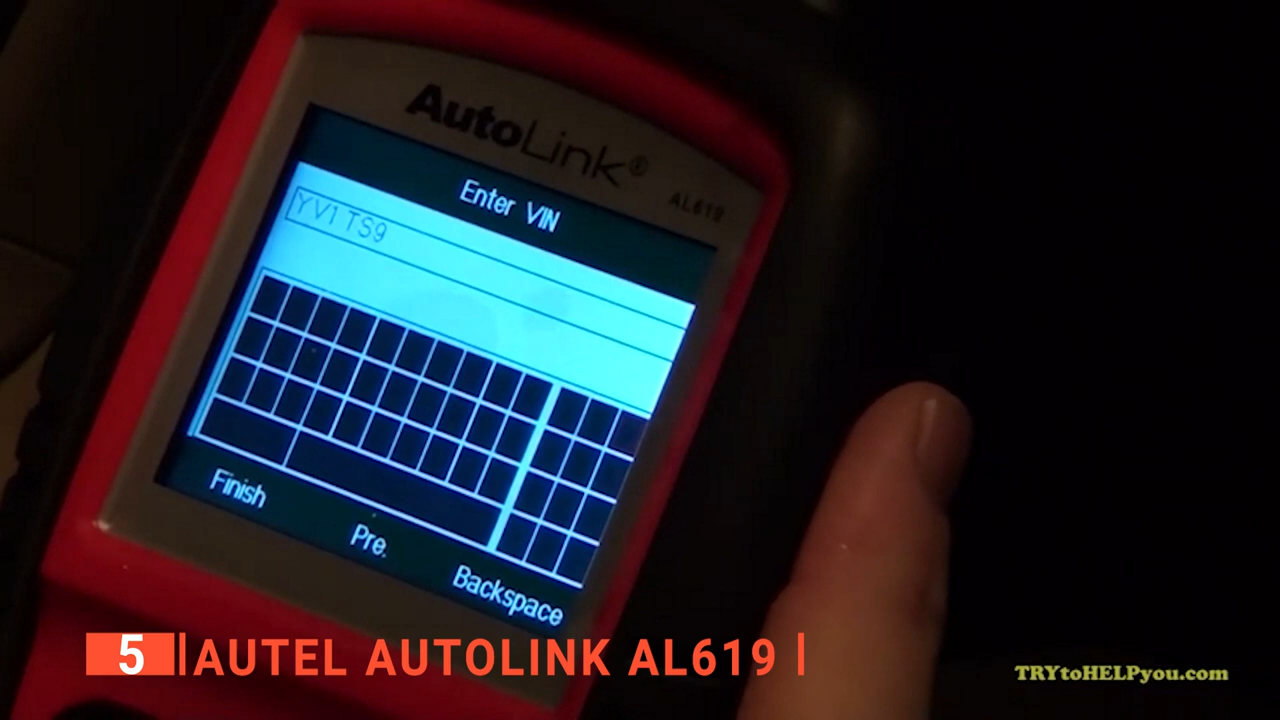 AutoLink®
AL619
Enter VIN
YV1TS9
Finish
Pre.
Backspace
5 AUTEL AUTOLINK AL619
TRYtoHELPyou.com